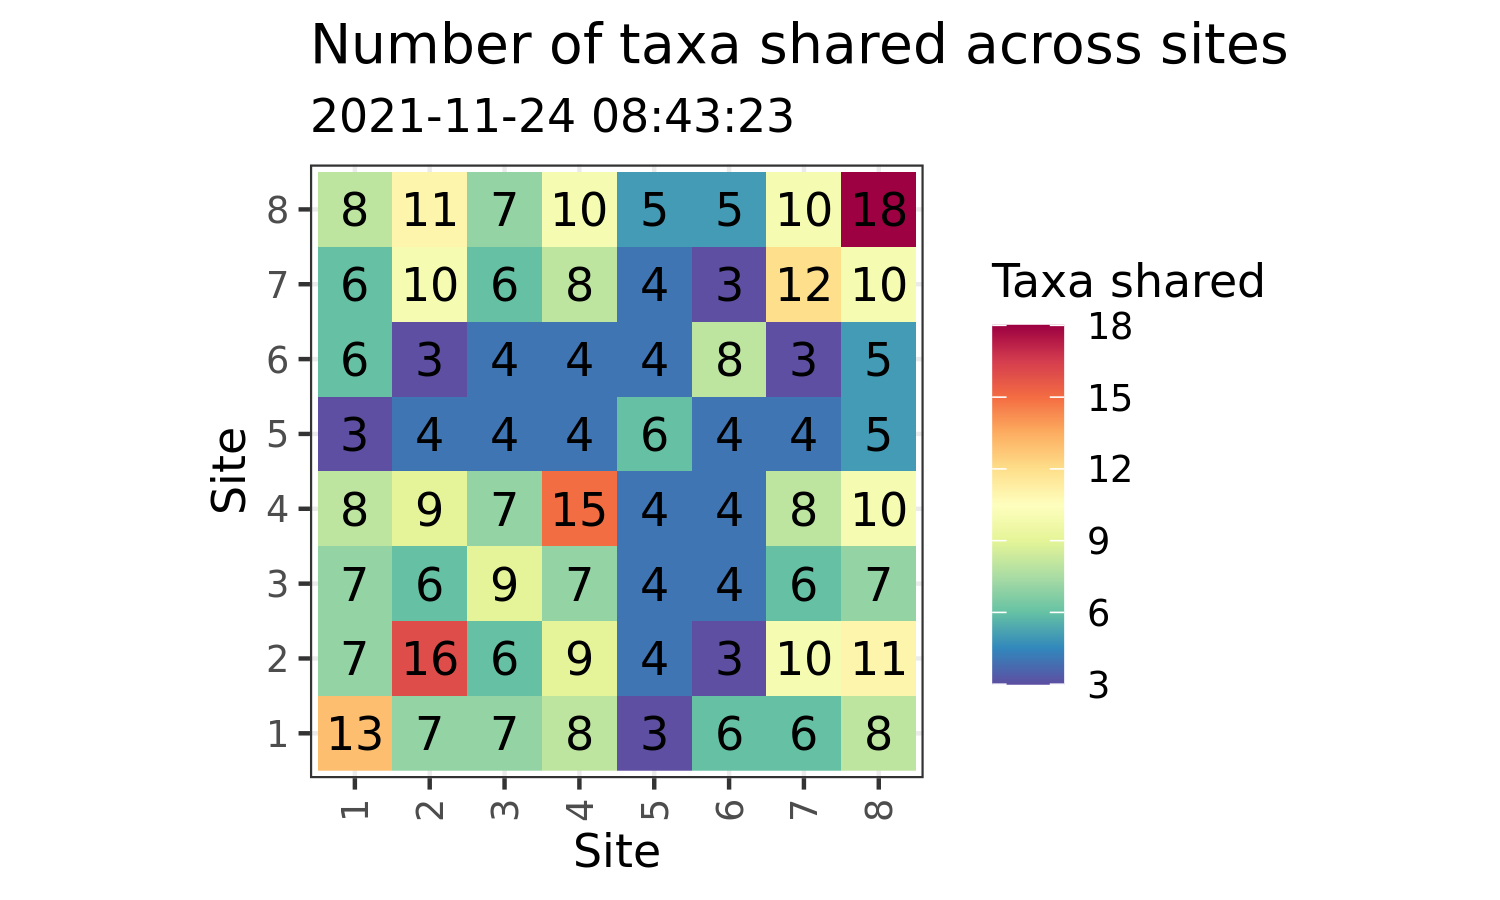 Number of taxa shared across sites
2021-11-24 08:43:23
8 8 11 7 10 5 5 10 18
7 6 10 6 8 4 3 12 10
6 6 3 4 4 4 8 3 5
5 3 4 4 4 6 4 4 5
4 8 9 7 15 4 4 8 10
3 7 6 9 7 4 4 6 7
2 7 16 6 9 4 3 10 11
1 13 7 7 8 3 6 6 8
1 2 3 4 5 6 7 8
Site
Site
Taxa shared
18
15
12
9
6
3